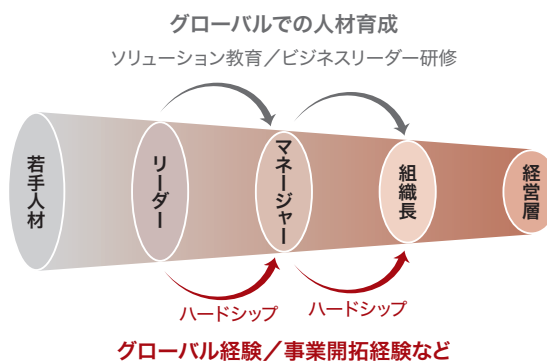 グローバルでの人材育成
ソリューション教育／ビジネスリーダー研修
若手人材
リーダー
マネージャー
組織長
経営層
ハードシップ
ハードシップ
グローバル経験／事業開拓経験など